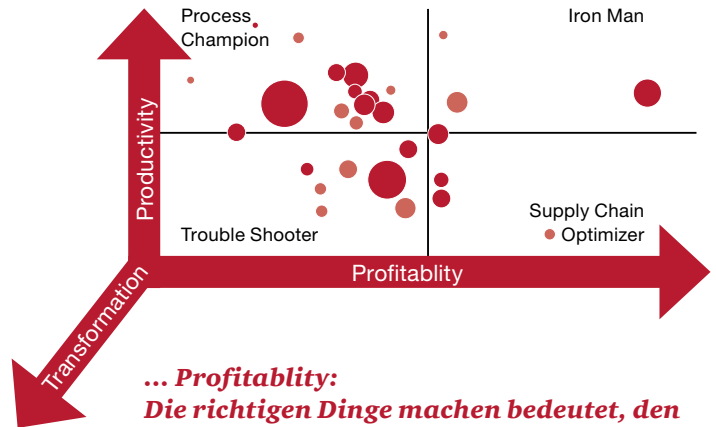 Process
Champion
Iron Man
Productivity
Trouble Shooter
Supply Chain
Optimizer
Profitablity
Transformation
... Profitablity:
Die richtigen Dinge machen bedeutet, den